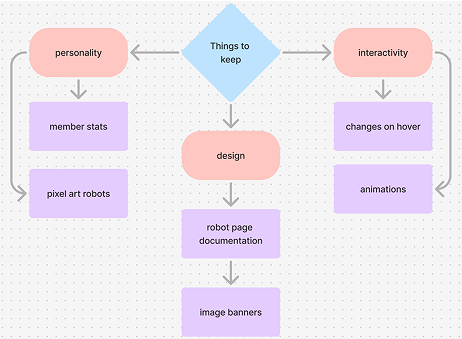 Things to
keep
personality
interactivity
member stats
changes on hover
design
pixel art robots
animations
robot page
documentation
image banners